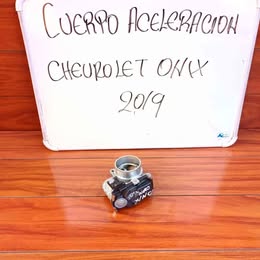 CUERPO ACELERACION
CHEVROLET ONIX
2019